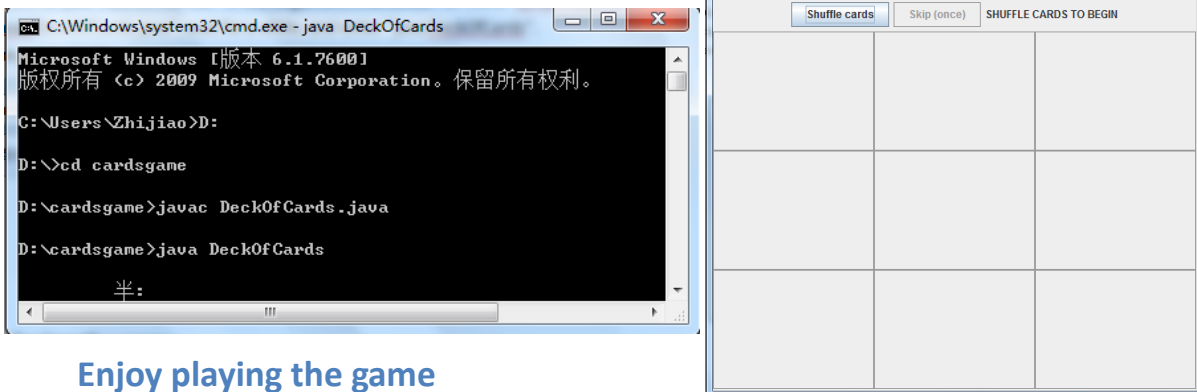 C:\Windows\system32\cmd.exe - java DeckOfCards
Microsoft Windows [版本 6.1.7600]
版权所有 (c) 2009 Microsoft Corporation。保留所有权利。
C:\Users\Zhijiao>D:
D:\>cd cardsgame
D:\cardsgame>javac DeckOfCards.java
D:\cardsgame>java DeckOfCards
半:
Enjoy playing the game
Shuffle cards Skip (once) SHUFFLE CARDS TO BEGIN